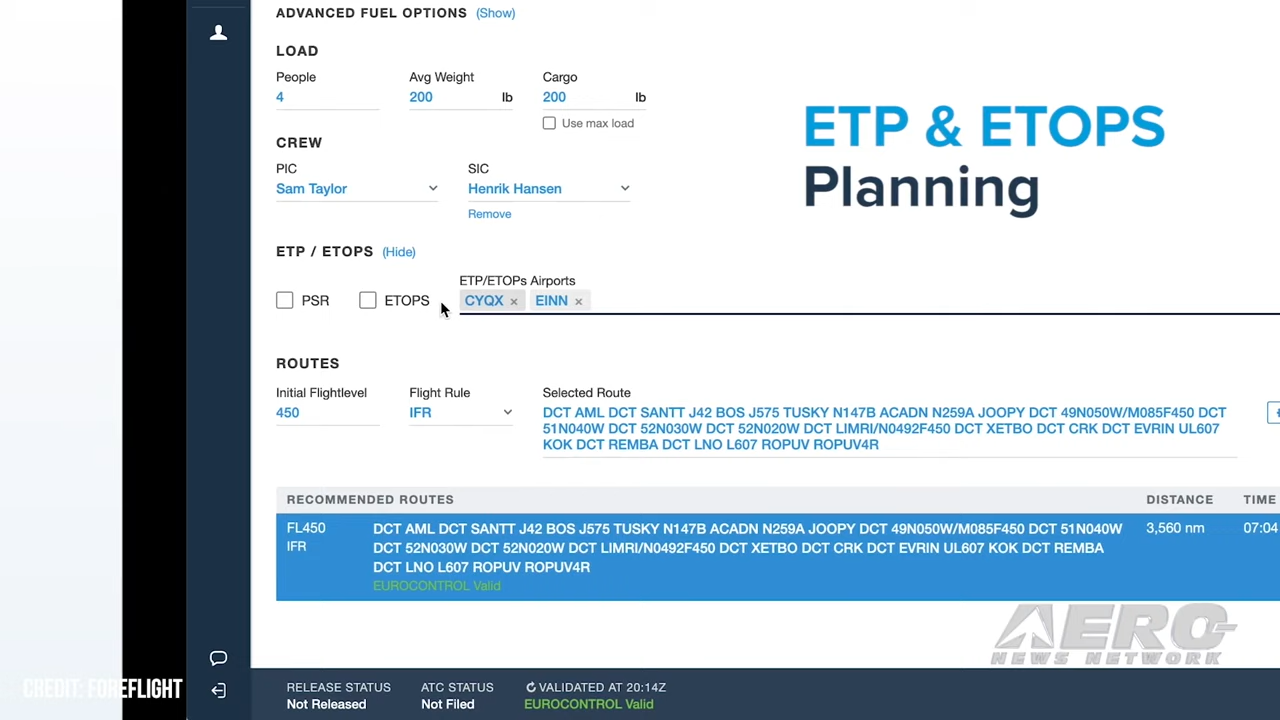 ADVANCED FUEL OPTIONS (Show)
LOAD
People Avg Weight Cargo
4 200 lb 200 lb
Use max load
ETP & ETOPS
Planning
CREW
PIC SIC
Sam Taylor Henrik Hansen
Remove
ETP / ETOPS (Hide)
ETP/ETOPs Airports
PSR ETOPS CYQX × EINN ×
ROUTES
Initial Flightlevel Flight Rule Selected Route
450 IFR DCT AML DCT SANTT J42 BOS J575 TUSKY N147B ACADN N259A JOOPY DCT 49N050W/M085F450 DCT
51N040W DCT 52N030W DCT 52N020W DCT LIMRI/N0492F450 DCT XETBO DCT CRK DCT EVRIN UL607
KOK DCT REMBA DCT LNO L607 ROPUV ROPUV4R
RECOMMENDED ROUTES DISTANCE TIME
FL450 DCT AML DCT SANTT J42 BOS J575 TUSKY N147B ACADN N259A JOOPY DCT 49N050W/M085F450 DCT 51N040W 3,560 nm 07:04
IFR DCT 52N030W DCT 52N020W DCT LIMRI/N0492F450 DCT XETBO DCT CRK DCT EVRIN UL607 KOK DCT REMBA
DCT LNO L607 ROPUV ROPUV4R
EUROCONTROL Valid
AERO-
NEWS NETWORK
CREDIT: FOREFLIGHT
RELEASE STATUS ATC STATUS VALIDATED AT 20:14Z
Not Released Not Filed EUROCONTROL Valid